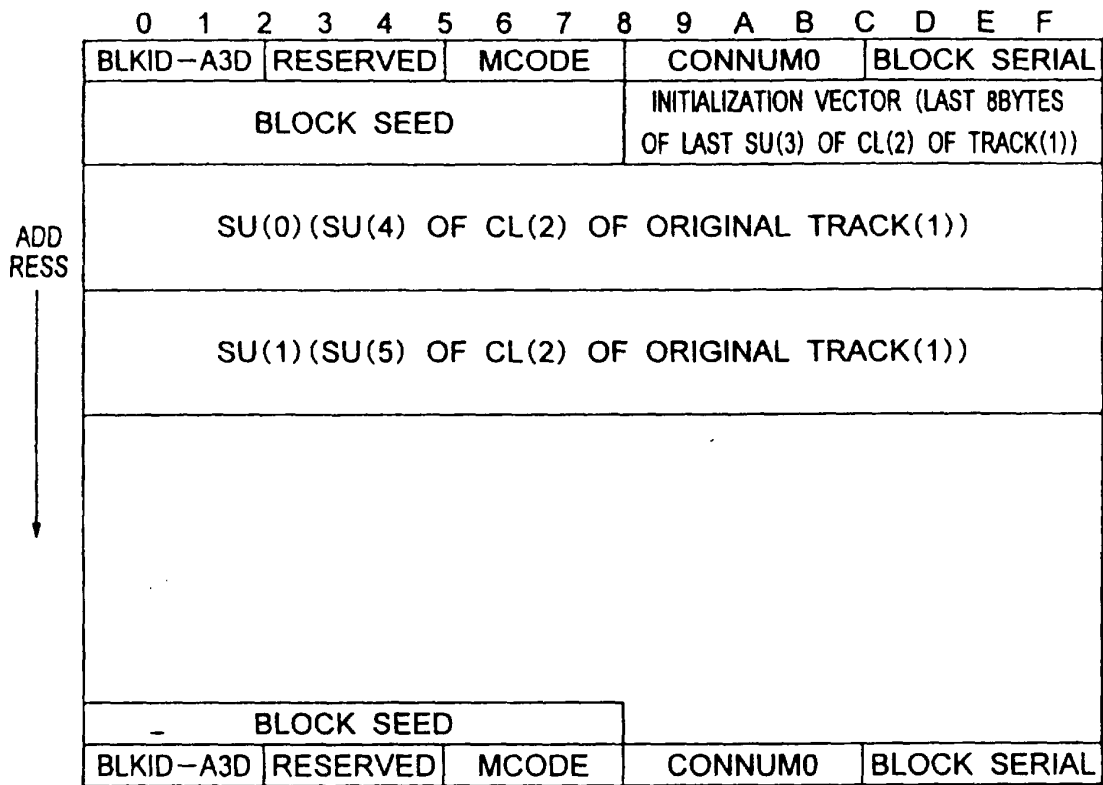 0 1 2 3 4 5 6 7 8 9 A B C D E F
BLKID-A3D RESERVED MCODE CONNUM0 BLOCK SERIAL
BLOCK SEED
INITIALIZATION VECTOR (LAST 8BYTES
OF LAST SU(3) OF CL(2) OF TRACK(1))
SU(0)(SU(4) OF CL(2) OF ORIGINAL TRACK(1))
ADD
RESS
SU(1)(SU(5) OF CL(2) OF ORIGINAL TRACK(1))
BLOCK SEED
BLKID-A3D RESERVED MCODE CONNUM0 BLOCK SERIAL